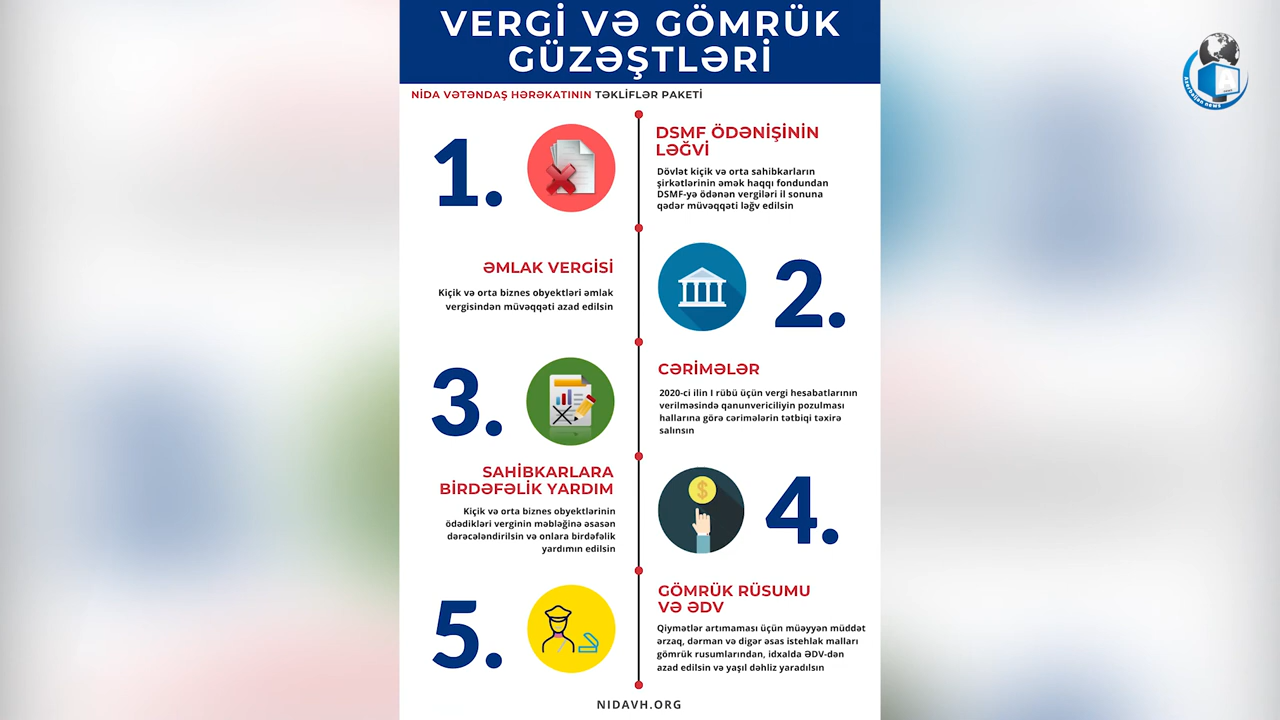 VERGİ VƏ GÖMRÜK
GÜZƏŞTLƏRİ
NİDA VƏTƏNDAŞ HƏRƏKATININ TƏKLİFLƏR PAKETİ
1.
DSMF ÖDƏNİŞİNİN
LƏĞVİ
Dövlət kiçik və orta sahibkarların
şirkətlərinin əmək haqqı fondundan
DSMF-yə ödənən vergiləri il sonuna
qədər müvəqqəti ləğv edilsin
2.
ƏMLAK VERGİSİ
Kiçik və orta biznes obyektləri əmlak
vergisindən müvəqqəti azad edilsin
3.
CƏRİMƏLƏR
2020-ci ilin I rübü üçün vergi hesabatlarının
verilməsində qanunvericiliyin pozulması
hallarına görə cərimələrin tətbiqi təxirə
salınsın
4.
SAHİBKARLARA
BİRDƏFƏLİK YARDIM
Kiçik və orta biznes obyektlərinin
ödədikləri verginin məbləğinə əsasən
dərəcələndirilsin və onlara birdəfəlik
yardımın edilsin
$
5.
GÖMRÜK RÜSUMU
VƏ ƏDV
Qiymətlər artımaması üçün müəyyən müddət
ərzaq, dərman və digər əsas istehlak malları
gömrük rusumlarından, idxalda ƏDV-dən
azad edilsin və yaşıl dəhliz yaradılsın
NIDAVH.ORG
A
Azerbaijan news